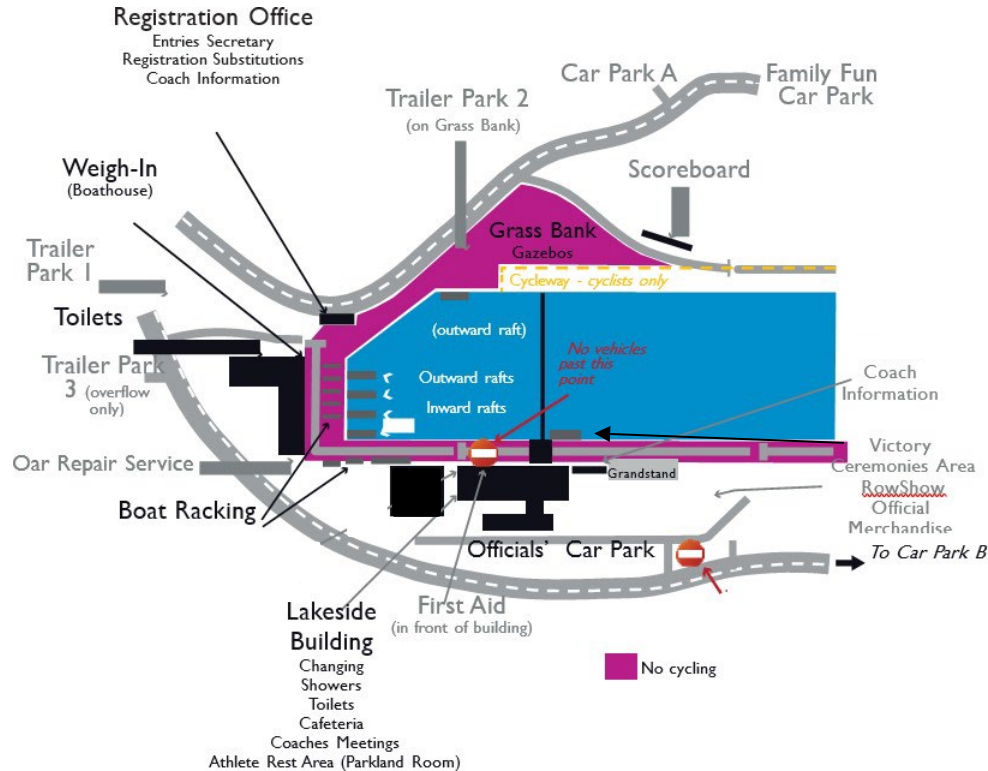 Registration Office
Entries Secretary
Registration Substitutions
Coach Information
Car Park A
Family Fun
Car Park
Trailer Park 2
(on Grass Bank)
Weigh-In
(Boathouse)
Scoreboard
Grass Bank
Gazebos
Trailer
Park 1
Cycleway - cyclists only
Toilets
(outward raft)
No vehicles
past this
point
Trailer Park
3 (overflow
only)
Outward rafts
Inward rafts
Coach
Information
Oar Repair Service
Grandstand
Victory
Ceremonies Area
RowShow
Official
Merchandise
Boat Racking
Officials' Car Park
To Car Park B
Lakeside
Building
Changing
Showers
Toilets
Cafeteria
Coaches Meetings
Athlete Rest Area (Parkland Room)
First Aid
(in front of building)
No cycling